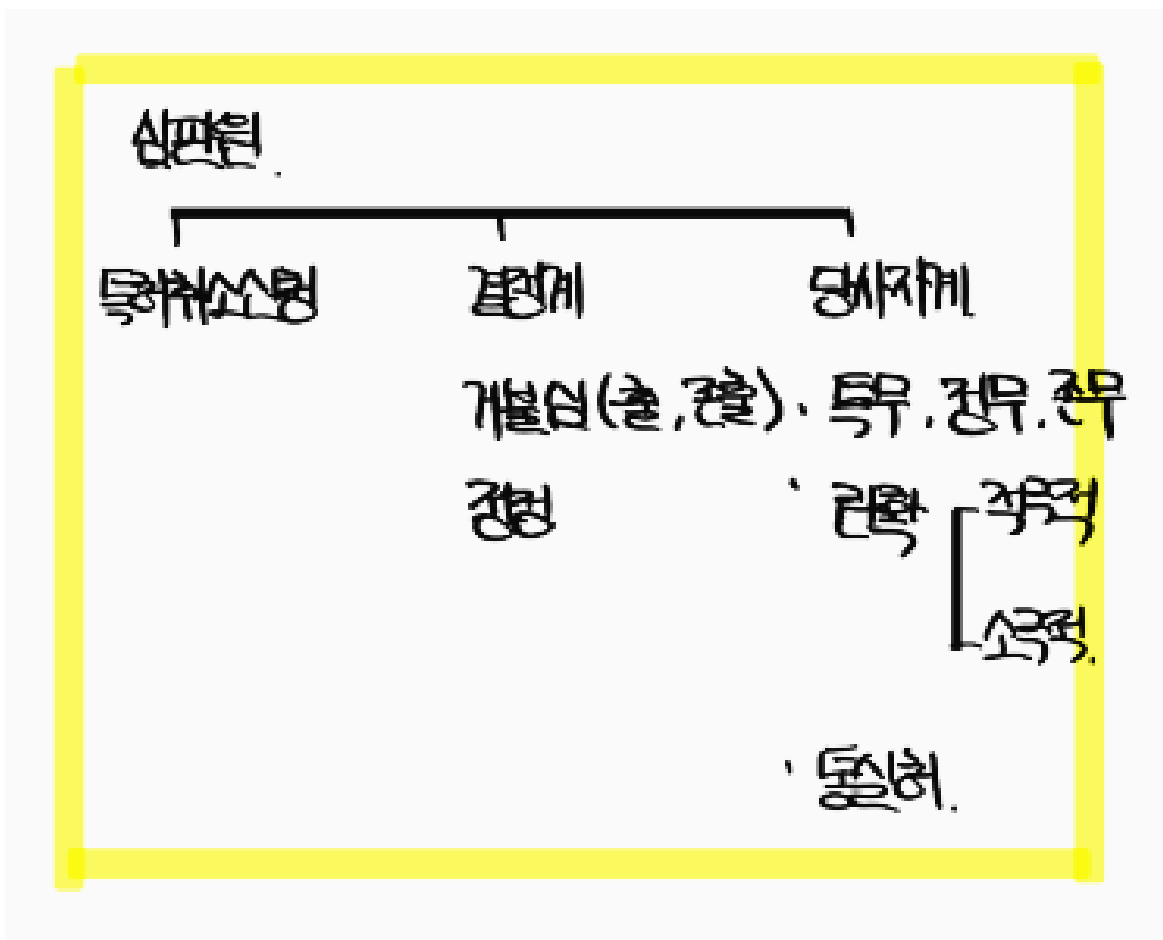 심판원.
특허취소신청 결정계 당사자계
거불심(출, 존출) · 특무, 정무, 존무
정정 · 권확 적극적
소극적.
· 통실허.